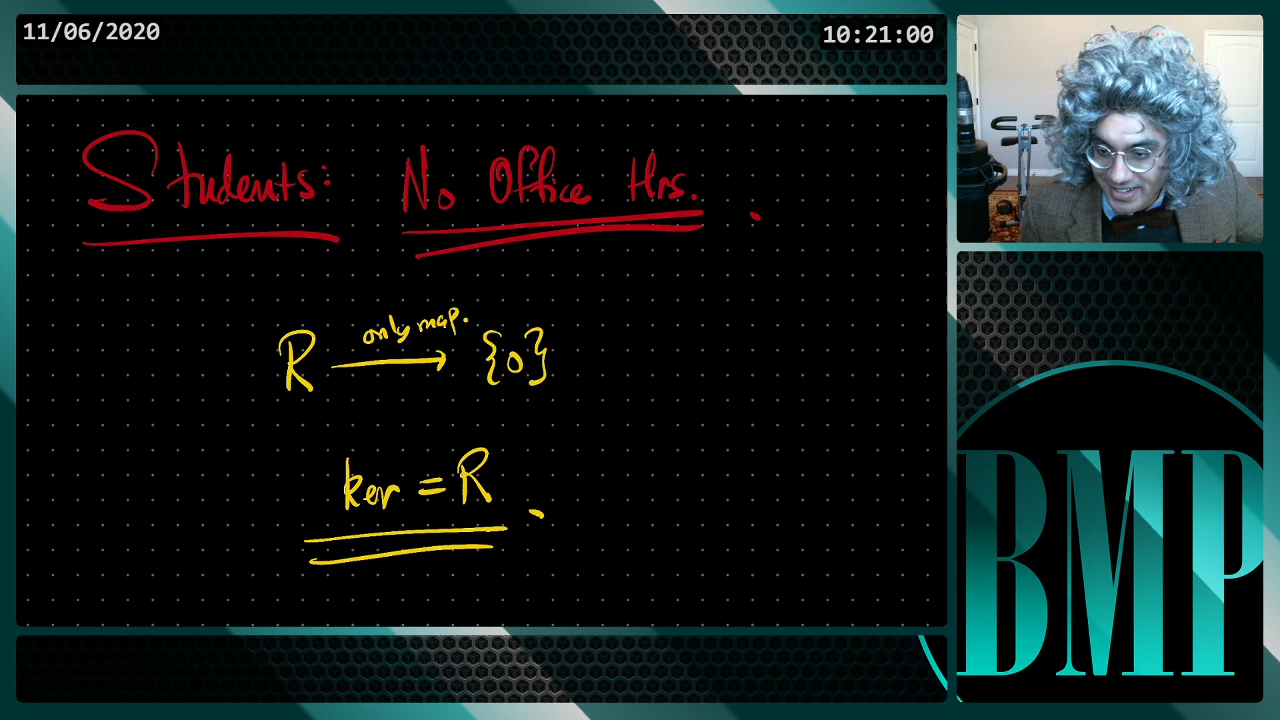 11/06/2020
10:21:00
Students: No Office Hrs.
only map.
R → {0}
ker = R.
BMP